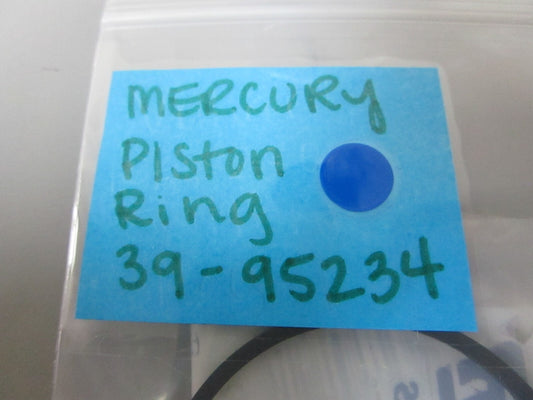 MERCURY
PISton
Ring
39-95234